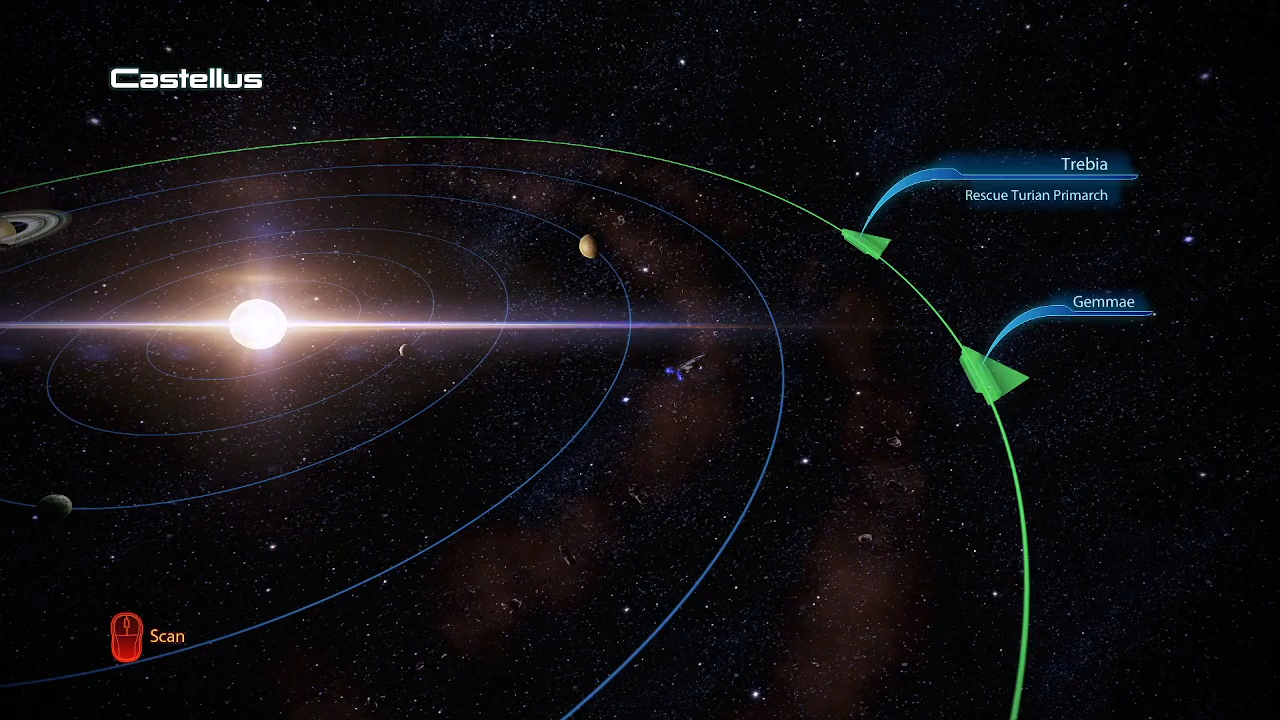 Castellus
Trebia
Rescue Turian Primarch
Gemmae
Scan